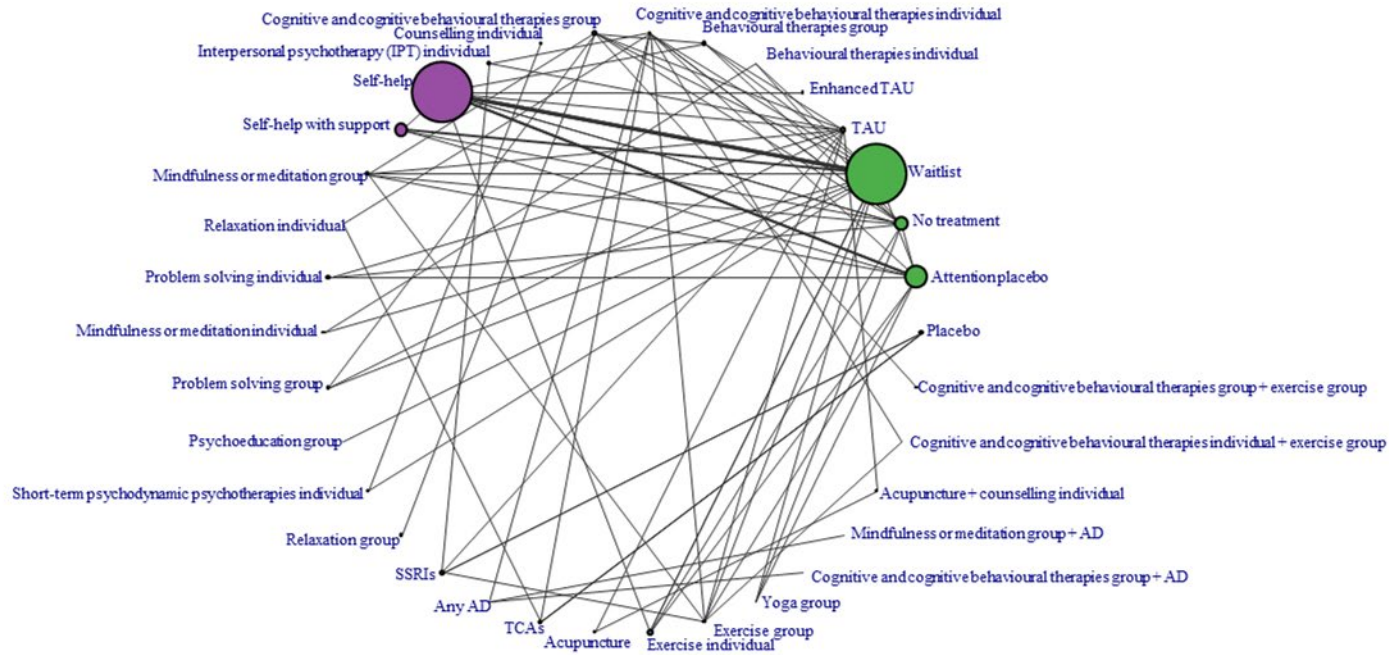 Cognitive and cognitive behavioural therapies group
Cognitive and cognitive behavioural therapies individual
Counselling individual
Behavioural therapies group
Interpersonal psychotherapy (IPT) individual
Behavioural therapies individual
Self-help
Enhanced TAU
Self-help with support
TAU
Mindfulness or meditation group
Waitlist
Relaxation individual
No treatment
Problem solving individual
Attention placebo
Mindfulness or meditation individual
Placebo
Problem solving group
Cognitive and cognitive behavioural therapies group + exercise group
Psychoeducation group
Cognitive and cognitive behavioural therapies individual + exercise group
Short-term psychodynamic psychotherapies individual
Acupuncture + counselling individual
Relaxation group
Mindfulness or meditation group + AD
SSRIs
Cognitive and cognitive behavioural therapies group + AD
Any AD
Yoga group
TCAs
Exercise group
Acupuncture
Exercise individual